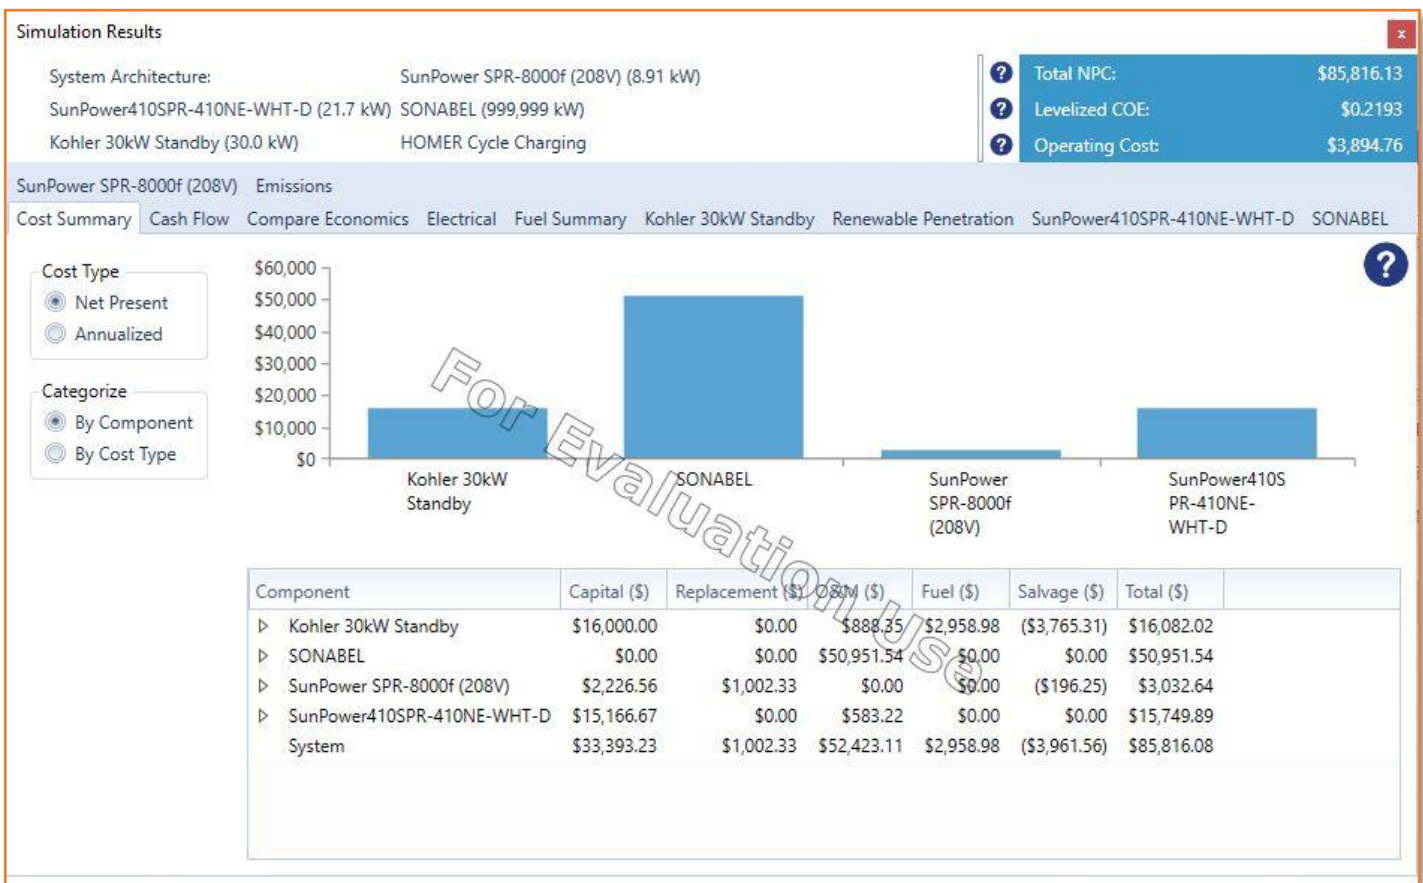 Simulation Results
x
System Architecture:
SunPower SPR-8000f (208V) (8.91 kW)
SunPower410SPR-410NE-WHT-D (21.7 kW)
SONABEL (999,999 kW)
Kohler 30kW Standby (30.0 kW)
HOMER Cycle Charging
? Total NPC: $85,816.13
? Levelized COE: $0.2193
? Operating Cost: $3,894.76
SunPower SPR-8000f (208V) Emissions
Cost Summary Cash Flow Compare Economics Electrical Fuel Summary Kohler 30kW Standby Renewable Penetration SunPower410SPR-410NE-WHT-D SONABEL
?
Cost Type
Net Present
Annualized
Categorize
By Component
By Cost Type
$60,000
$50,000
$40,000
$30,000
$20,000
$10,000
$0
Kohler 30kW
Standby
SONABEL
SunPower
SPR-8000f
(208V)
SunPower410S
PR-410NE-
WHT-D
For Evaluation Use
Component Capital ($) Replacement ($) O&M ($) Fuel ($) Salvage ($) Total ($)
Kohler 30kW Standby $16,000.00 $0.00 $888.35 $2,958.98 ($3,765.31) $16,082.02
SONABEL $0.00 $0.00 $50,951.54 $0.00 $0.00 $50,951.54
SunPower SPR-8000f (208V) $2,226.56 $1,002.33 $0.00 $0.00 ($196.25) $3,032.64
SunPower410SPR-410NE-WHT-D $15,166.67 $0.00 $583.22 $0.00 $0.00 $15,749.89
System $33,393.23 $1,002.33 $52,423.11 $2,958.98 ($3,961.56) $85,816.08